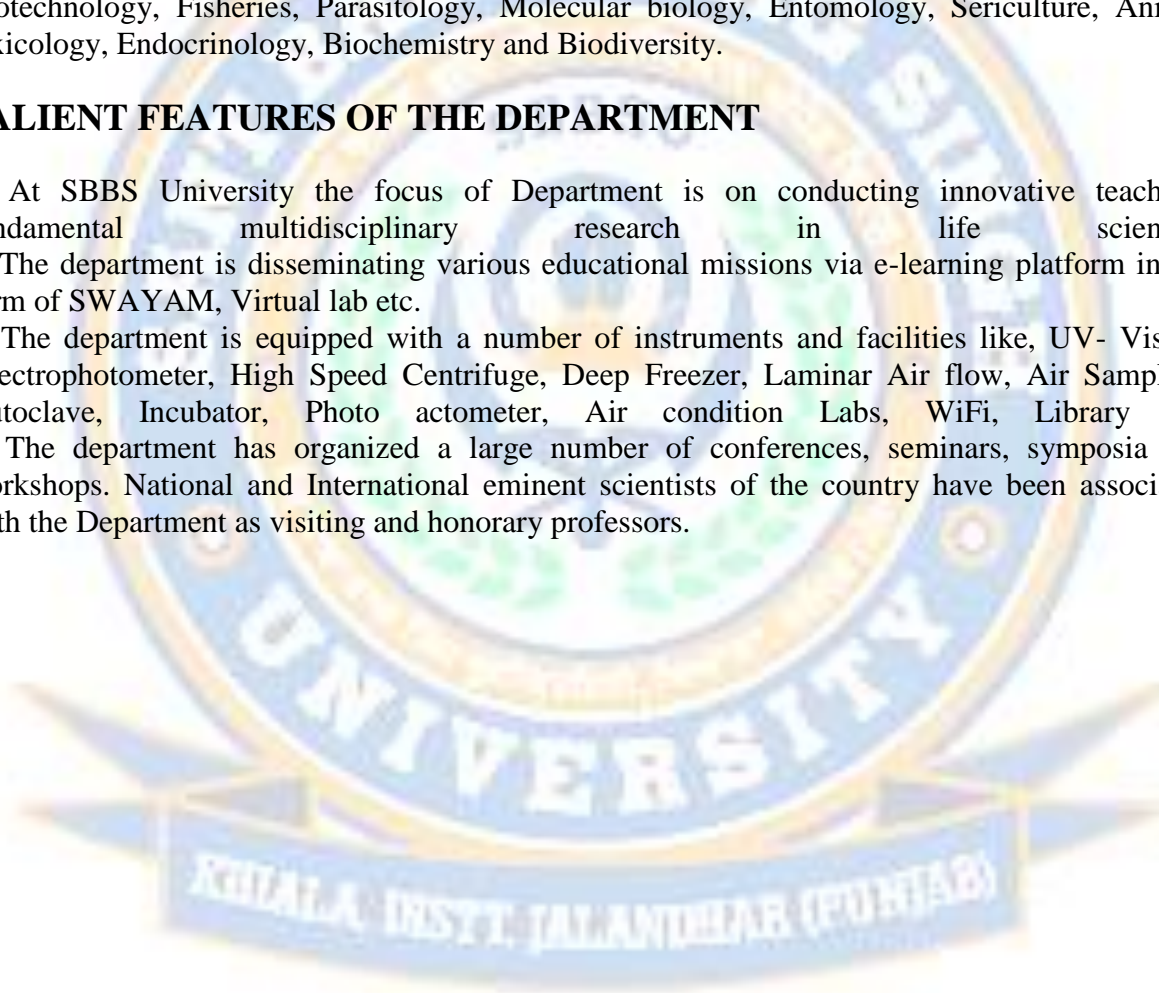 otechnology, Fisheries, Parasitology, Molecular biology, Entomology, Sericulture, Ani
xicology, Endocrinology, Biochemistry and Biodiversity.
ALIENT FEATURES OF THE DEPARTMENT
At SBBS University the focus of Department is on conducting innovative teach
ndamental multidisciplinary research in life scien
The department is disseminating various educational missions via e-learning platform in
rm of SWAYAM, Virtual lab etc.
The department is equipped with a number of instruments and facilities like, UV- Vis
ectrophotometer, High Speed Centrifuge, Deep Freezer, Laminar Air flow, Air Sampl
utoclave, Incubator, Photo actometer, Air condition Labs, WiFi, Library
The department has organized a large number of conferences, seminars, symposia
orkshops. National and International eminent scientists of the country have been associ
th the Department as visiting and honorary professors.
SINGH
UNIVERSITY
KHIALA, DISTT. JALANDHAR (PUNJAB)